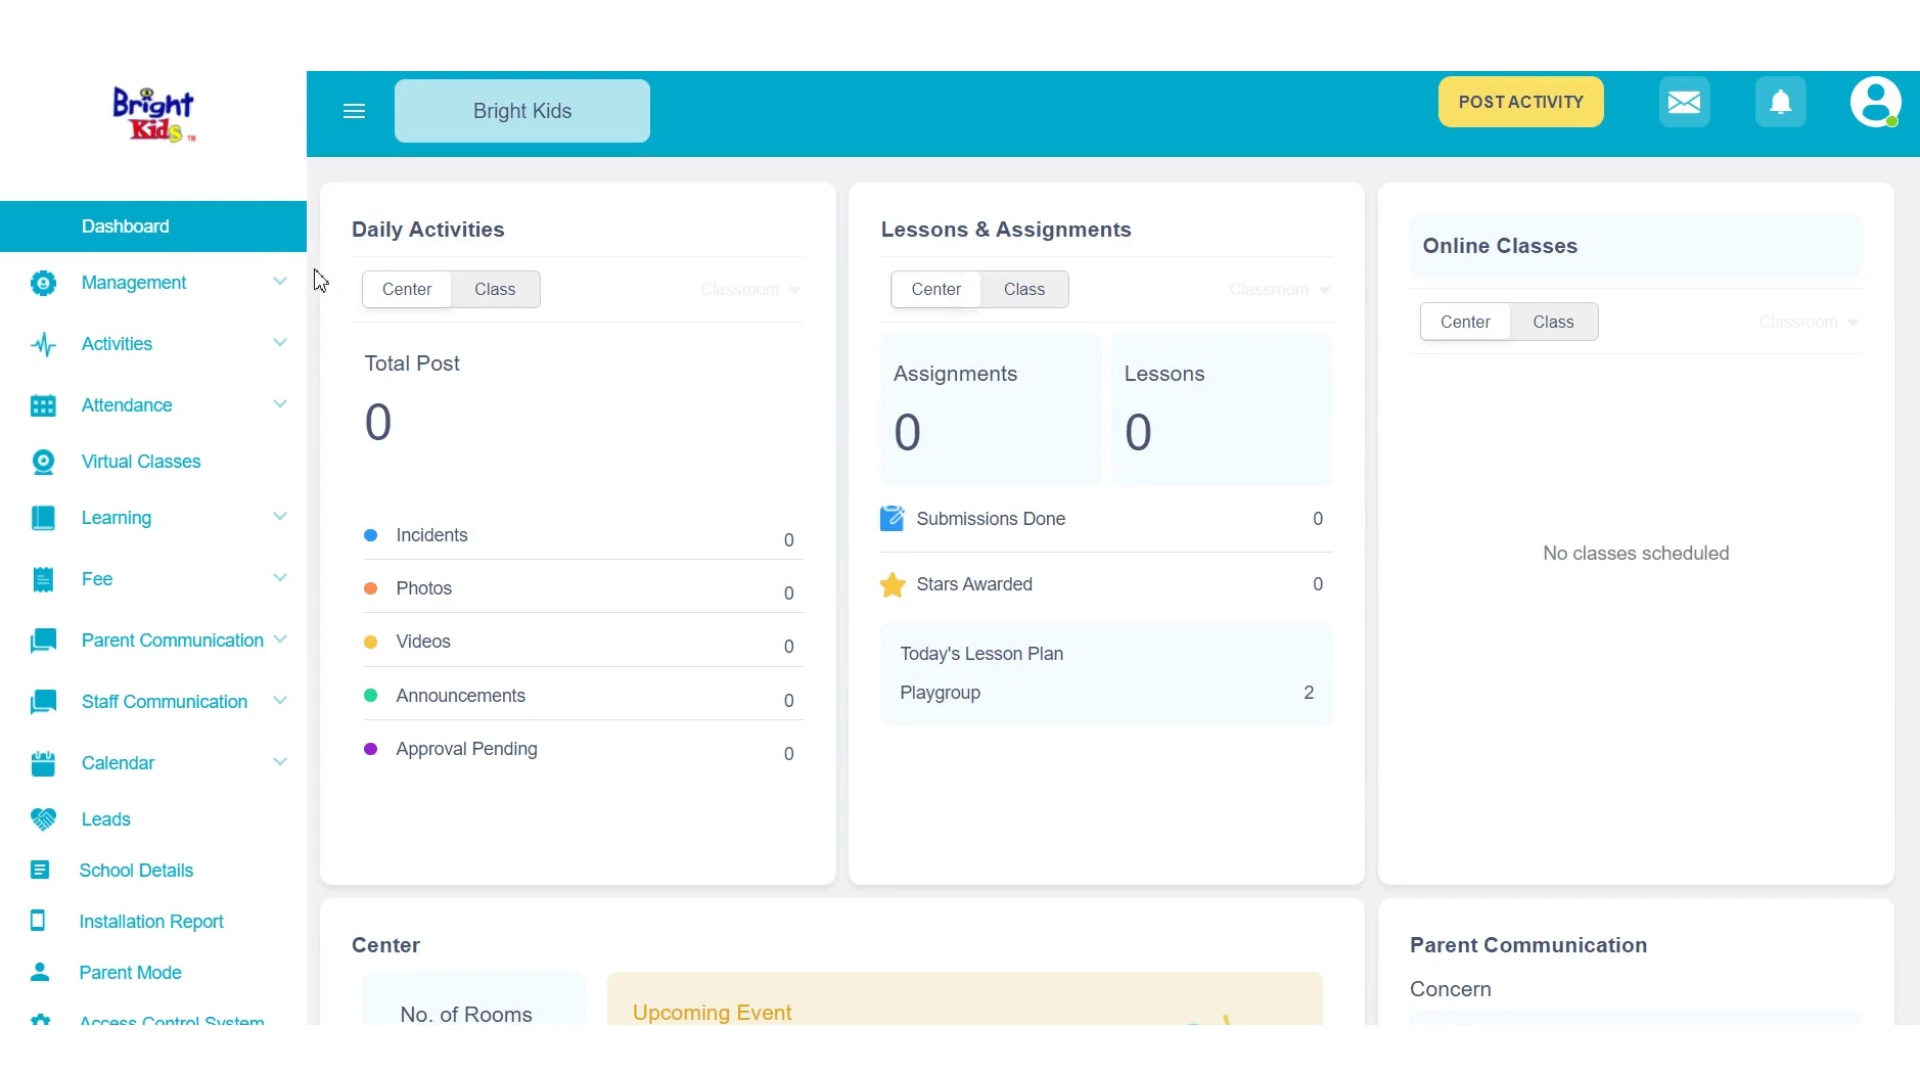 Bright
Kids
TM
Bright Kids
POST ACTIVITY
Dashboard
Management
Activities
Attendance
Virtual Classes
Learning
Fee
Parent Communication
Staff Communication
Calendar
Leads
School Details
Installation Report
Parent Mode
Access Control System
Daily Activities
Center Class Classroom
Total Post
0
Incidents 0
Photos 0
Videos 0
Announcements 0
Approval Pending 0
Lessons & Assignments
Center Class Classroom
Assignments Lessons
0 0
Submissions Done 0
Stars Awarded 0
Today's Lesson Plan
Playgroup 2
Online Classes
Center Class Classroom
No classes scheduled
Center
No. of Rooms
Upcoming Event
Parent Communication
Concern